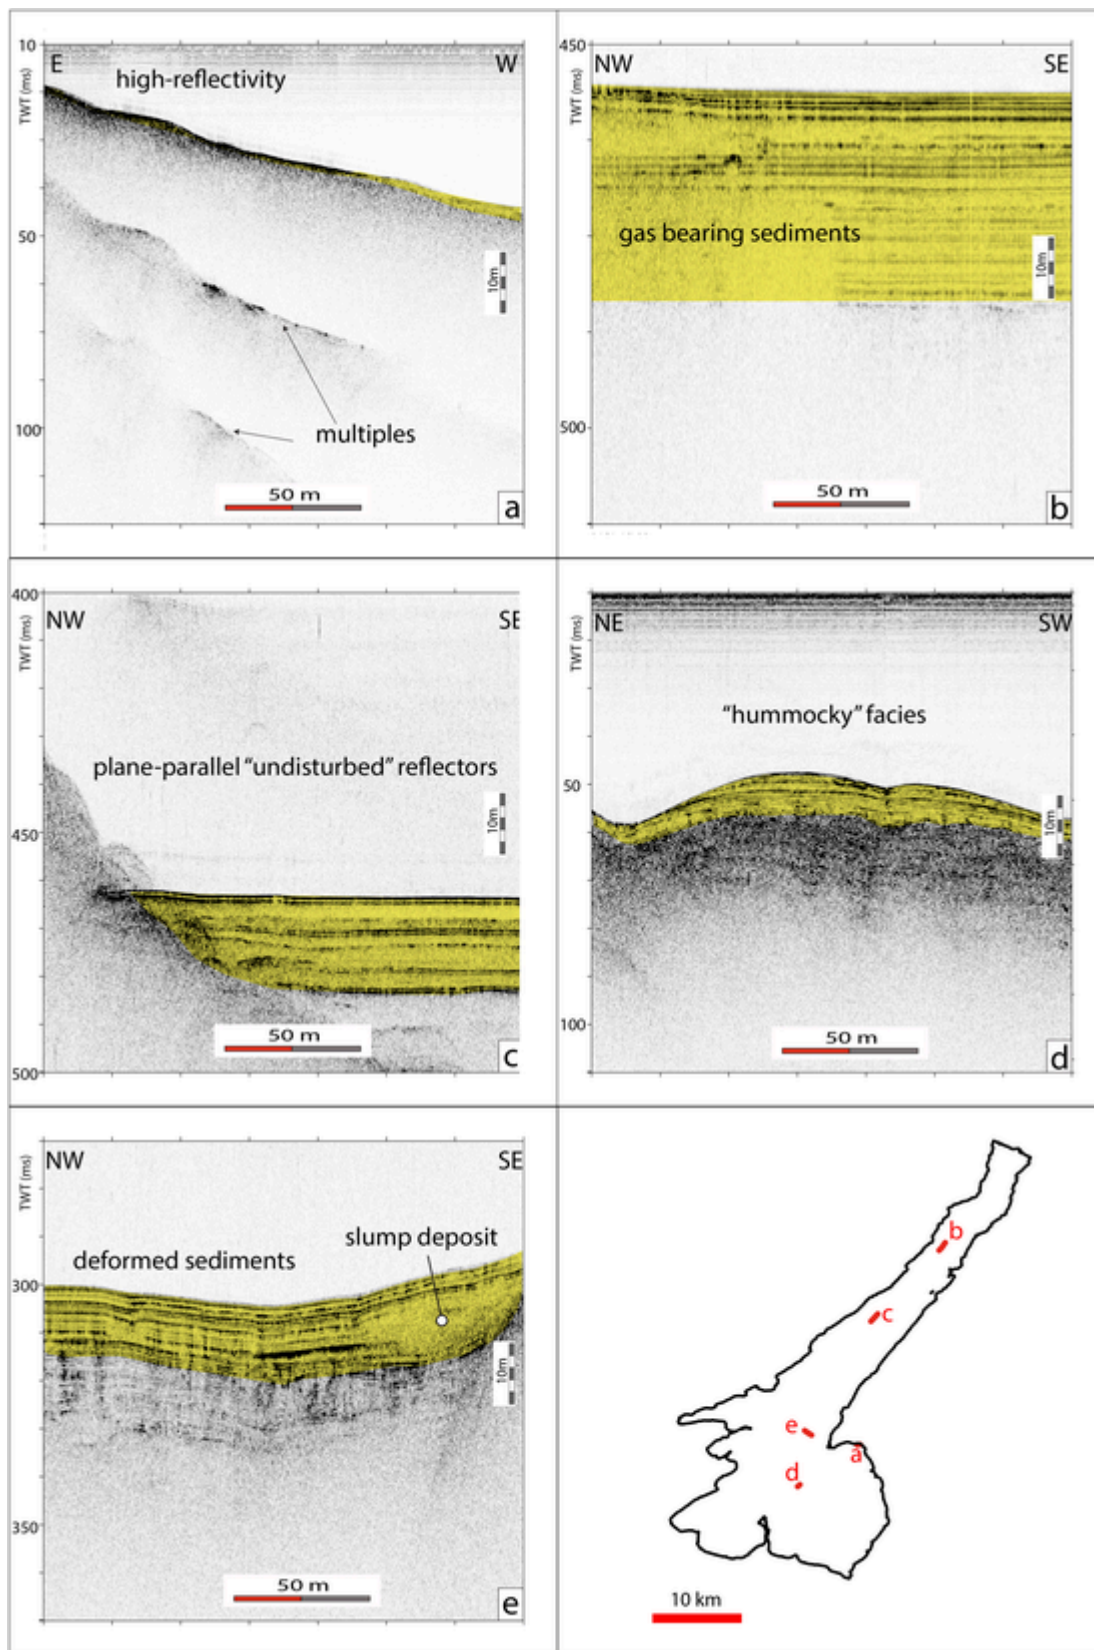 10
E
W
TWT (ms)
high-reflectivity
50
10m
100
multiples
50 m
a
450
NW
SE
TWT (ms)
gas bearing sediments
10m
500
50 m
b
400
NW
SE
TWT (ms)
plane-parallel “undisturbed” reflectors
450
10m
50 m
500
c
NE
SW
TWT (ms)
“hummocky” facies
50
10m
100
50 m
d
NW
SE
TWT (ms)
slump deposit
deformed sediments
300
10m
350
50 m
e
b
c
e
a
d
10 km